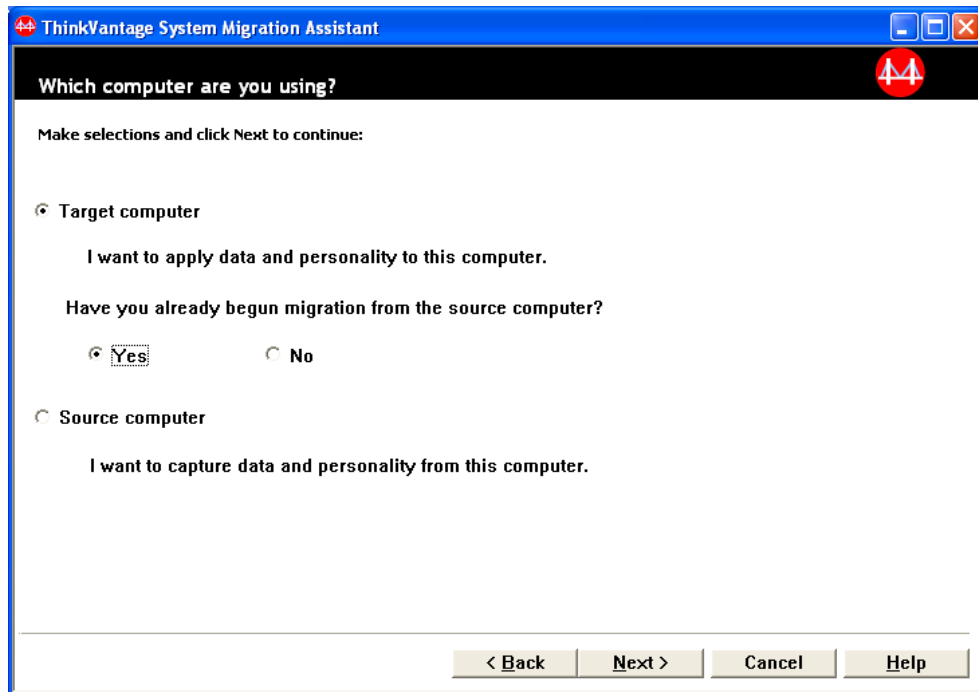 ThinkVantage System Migration Assistant
Which computer are you using?
Make selections and click Next to continue:
Target computer
I want to apply data and personality to this computer.
Have you already begun migration from the source computer?
Yes No
Source computer
I want to capture data and personality from this computer.
< Back Next > Cancel Help